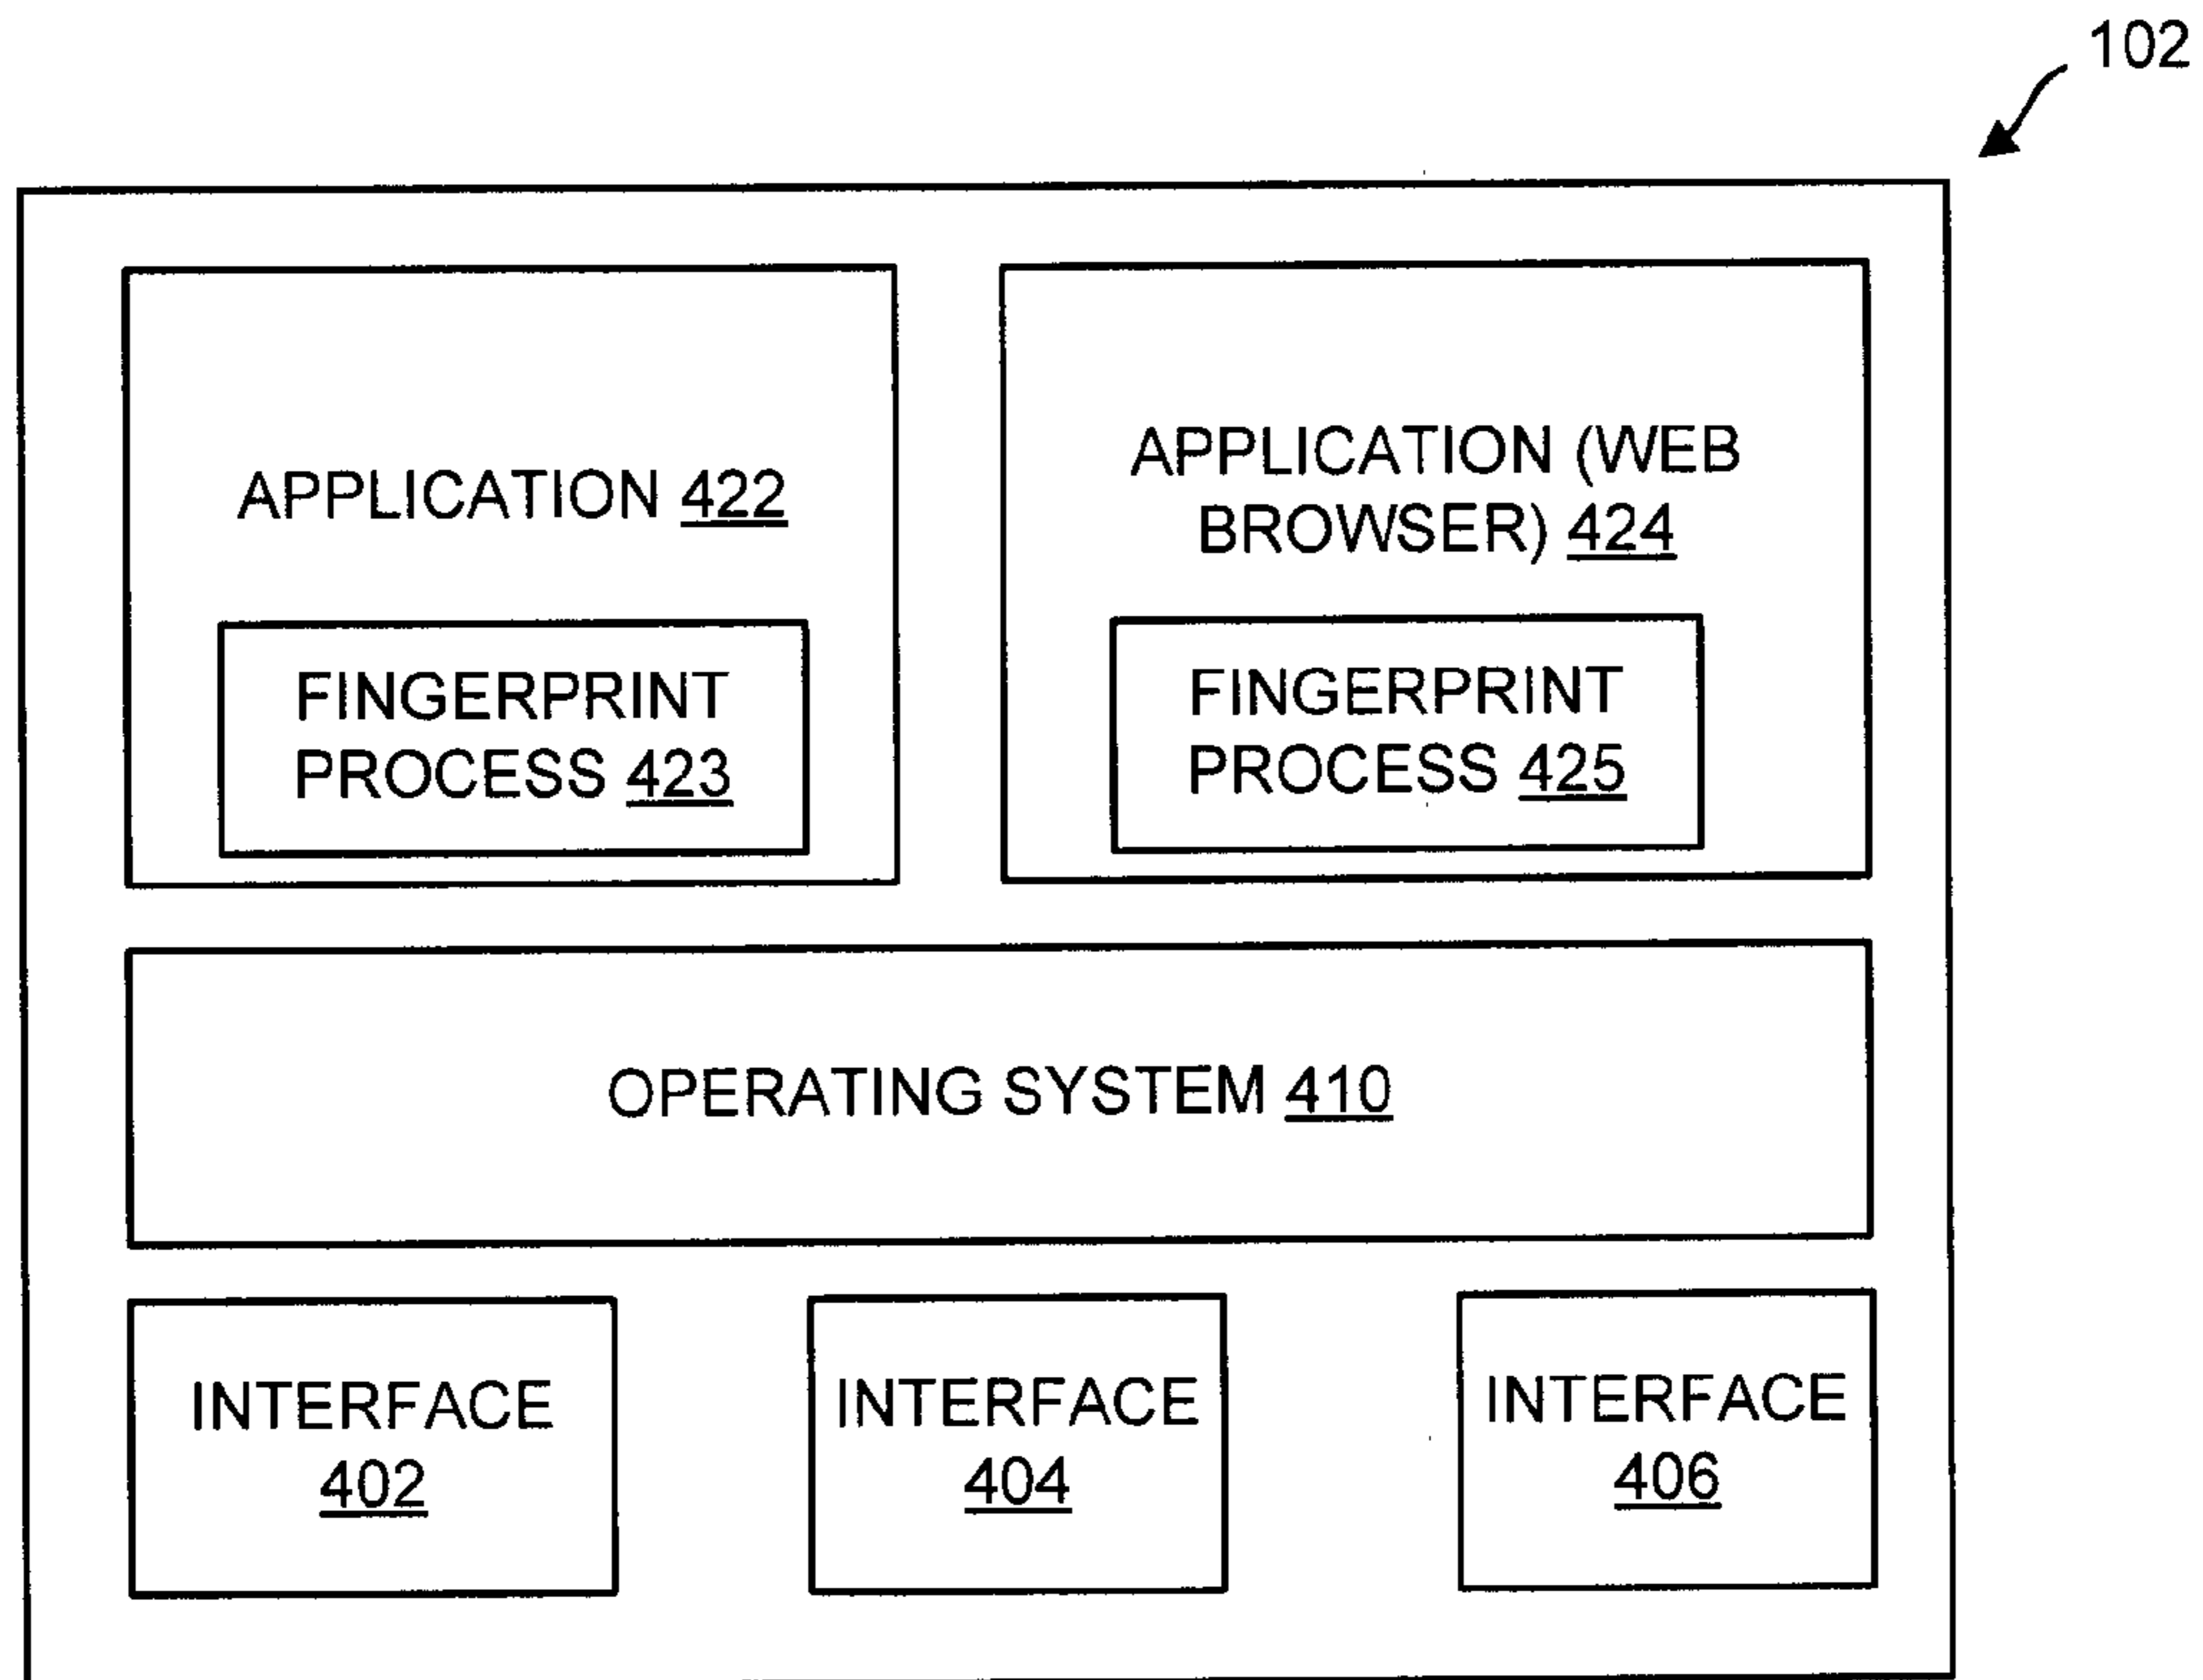 102
APPLICATION 422
APPLICATION (WEB
BROWSER) 424
FINGERPRINT
PROCESS 423
FINGERPRINT
PROCESS 425
OPERATING SYSTEM 410
INTERFACE
402
INTERFACE
404
INTERFACE
406